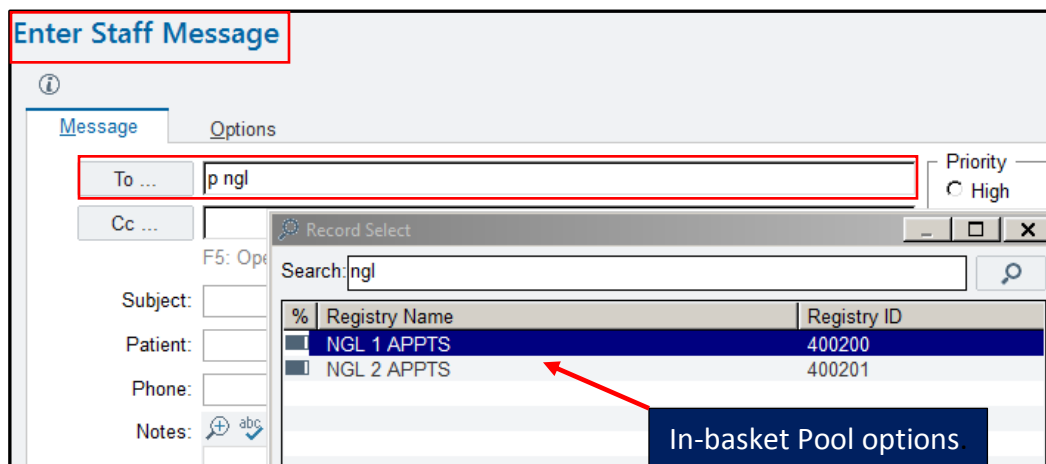 Enter Staff Message
Message Options
To ... p ngl
Priority
High
Cc ...
Record Select
F5: Ope
Search: ngl
Subject:
% Registry Name Registry ID
NGL 1 APPTS 400200
Patient:
NGL 2 APPTS 400201
Phone:
Notes: abc
In-basket Pool options